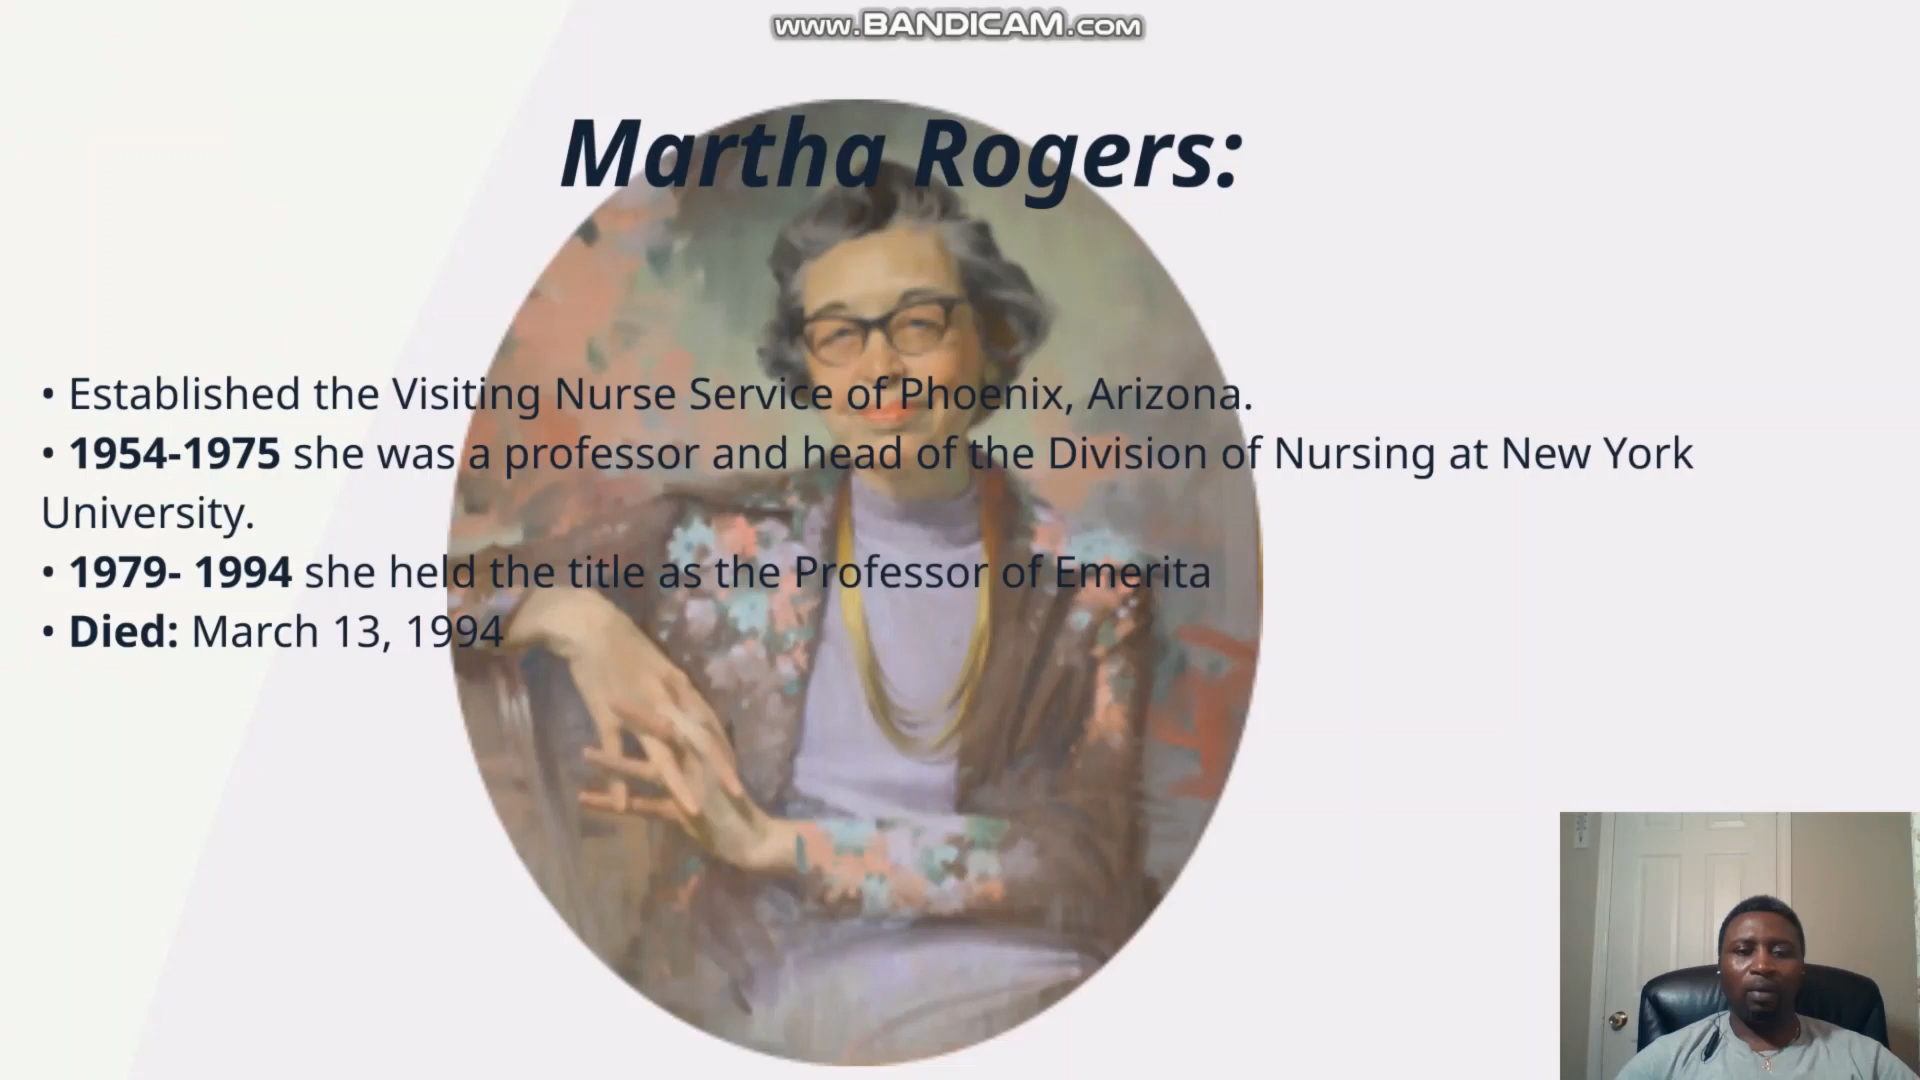 www.BANDICAM.com
Martha Rogers:
• Established the Visiting Nurse Service of Phoenix, Arizona.
• 1954-1975 she was a professor and head of the Division of Nursing at New York
University.
• 1979- 1994 she held the title as the Professor of Emerita
• Died: March 13, 1994